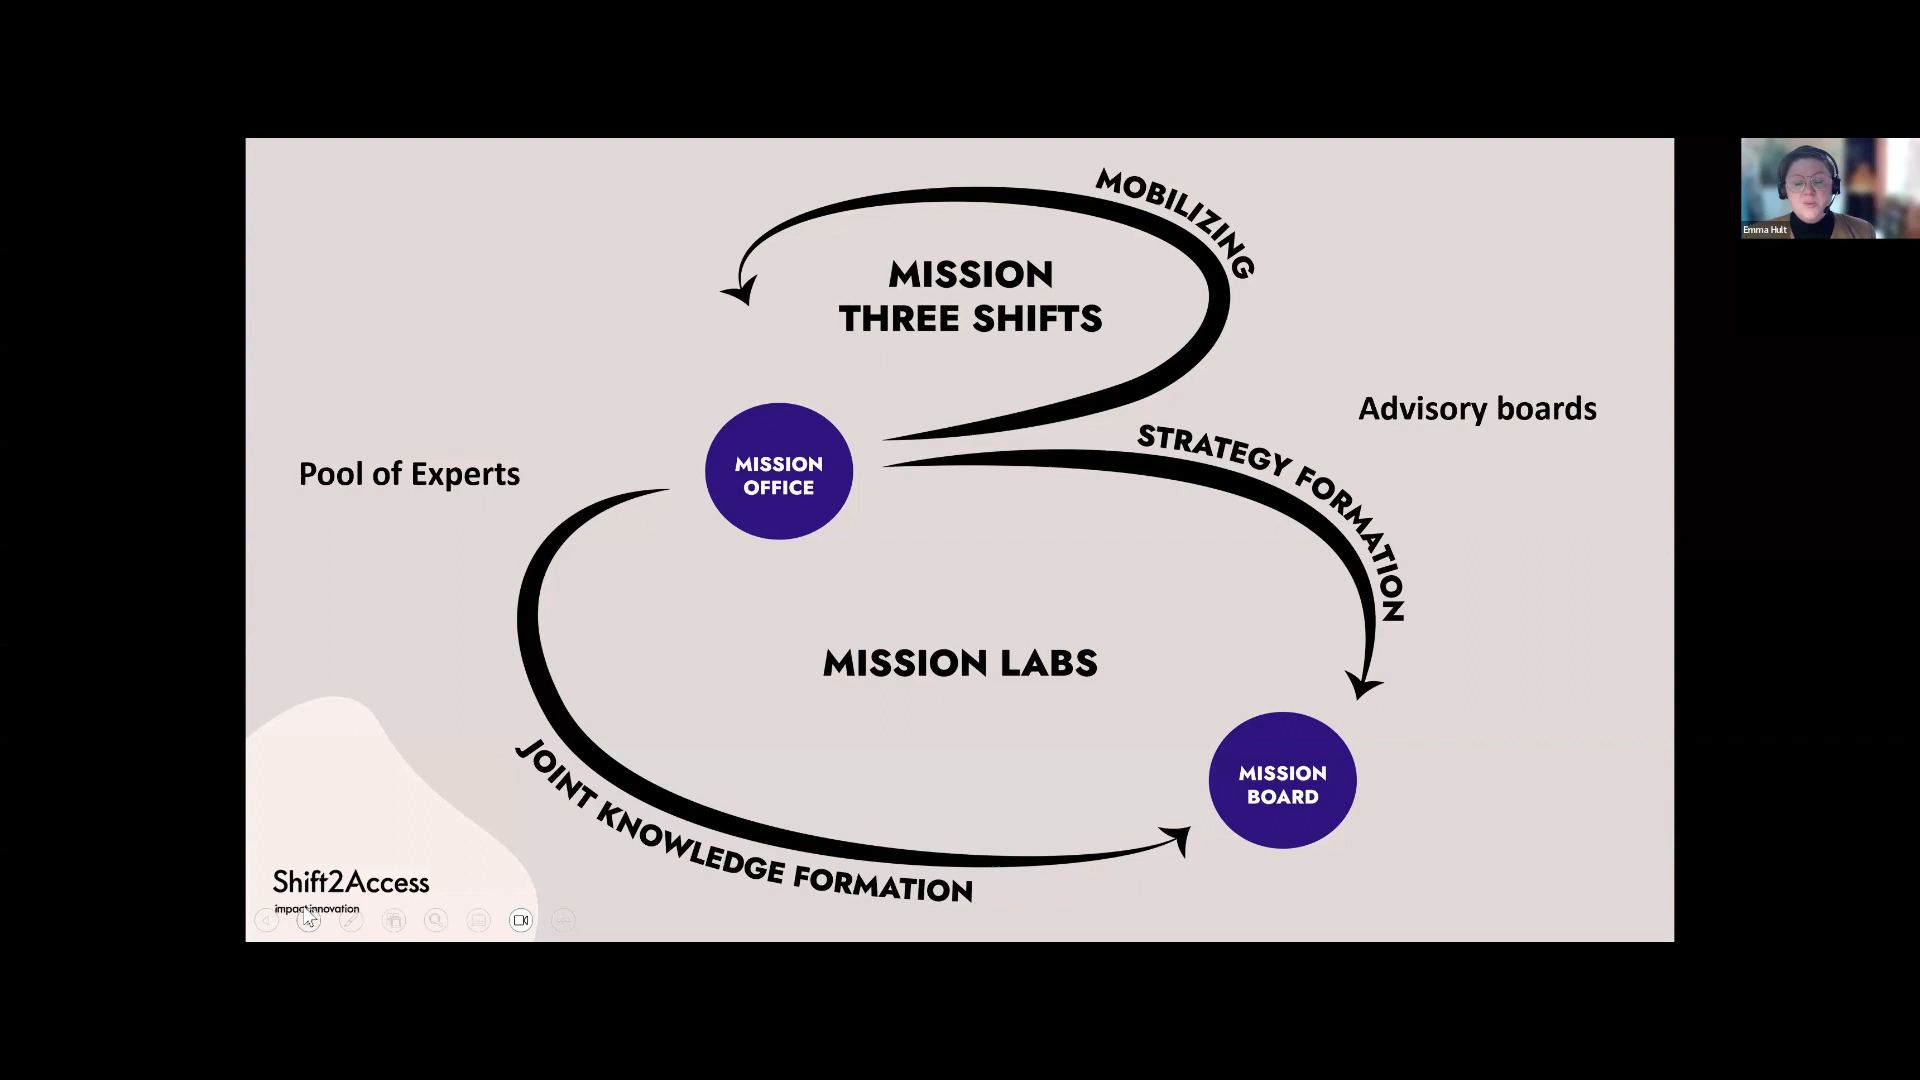 MOBILIZING
Emma Hult
MISSION
THREE SHIFTS
Advisory boards
STRATEGY FORMATION
Pool of Experts
MISSION
OFFICE
MISSION LABS
MISSION
BOARD
JOINT KNOWLEDGE FORMATION
Shift2Access
impact innovation